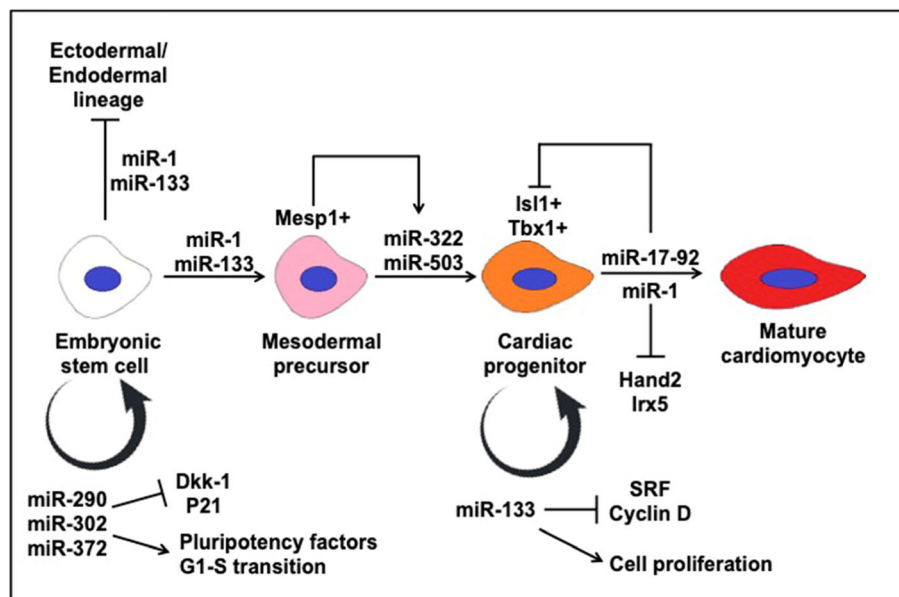 Ectodermal/
Endodermal
lineage
miR-1
miR-133
Mesp1+
Isl1+
Tbx1+
miR-1
miR-133
miR-322
miR-503
miR-17-92
miR-1
Embryonic
stem cell
Mesodermal
precursor
Cardiac
progenitor
Mature
cardiomyocyte
Hand2
Irx5
miR-290
miR-302
miR-372
Dkk-1
P21
Pluripotency factors
G1-S transition
miR-133
SRF
Cyclin D
Cell proliferation